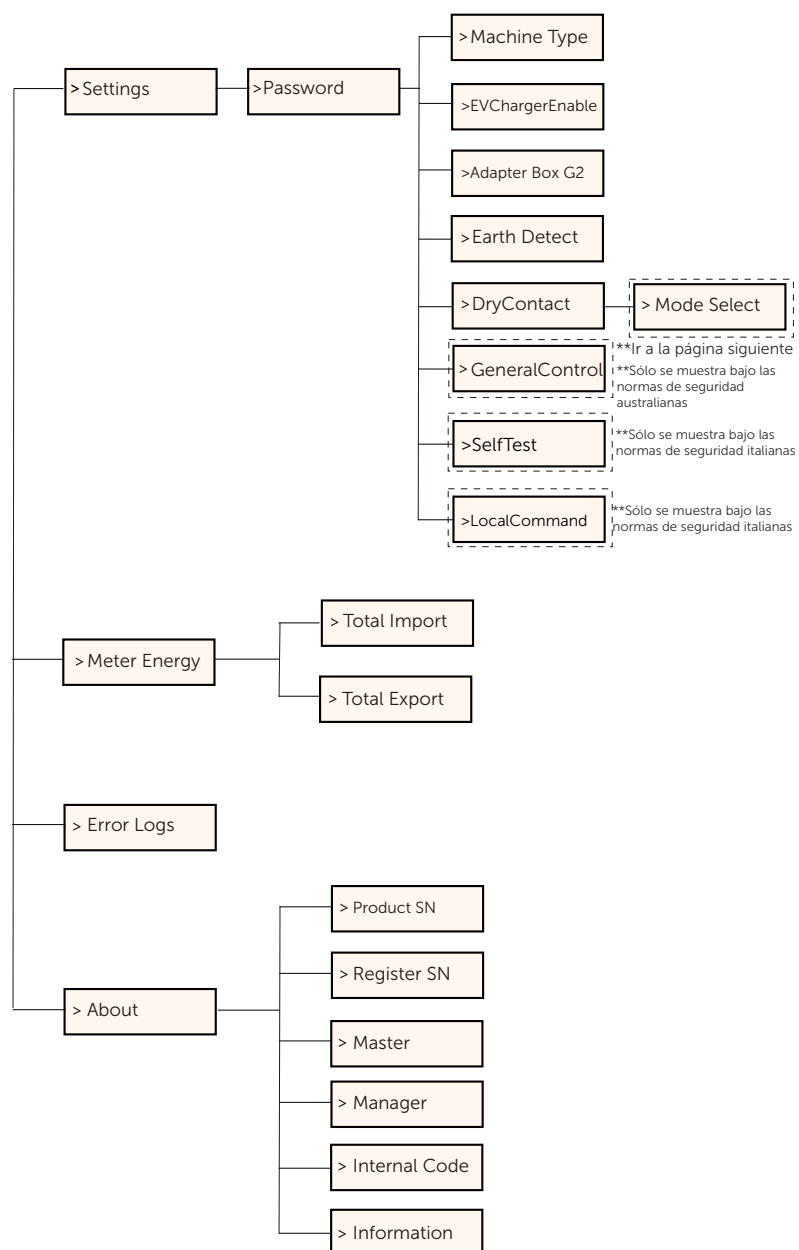 >Machine Type
> Settings
>Password
>EVChargerEnable
>Adapter Box G2
>Earth Detect
>DryContact
> Mode Select
**Ir a la página siguiente
> GeneralControl
**Sólo se muestra bajo las
normas de seguridad
australianas
>SelfTest
**Sólo se muestra bajo las
normas de seguridad italianas
>LocalCommand
**Sólo se muestra bajo las
normas de seguridad italianas
> Total Import
> Meter Energy
> Total Export
> Error Logs
> Product SN
> Register SN
> About
> Master
> Manager
> Internal Code
> Information